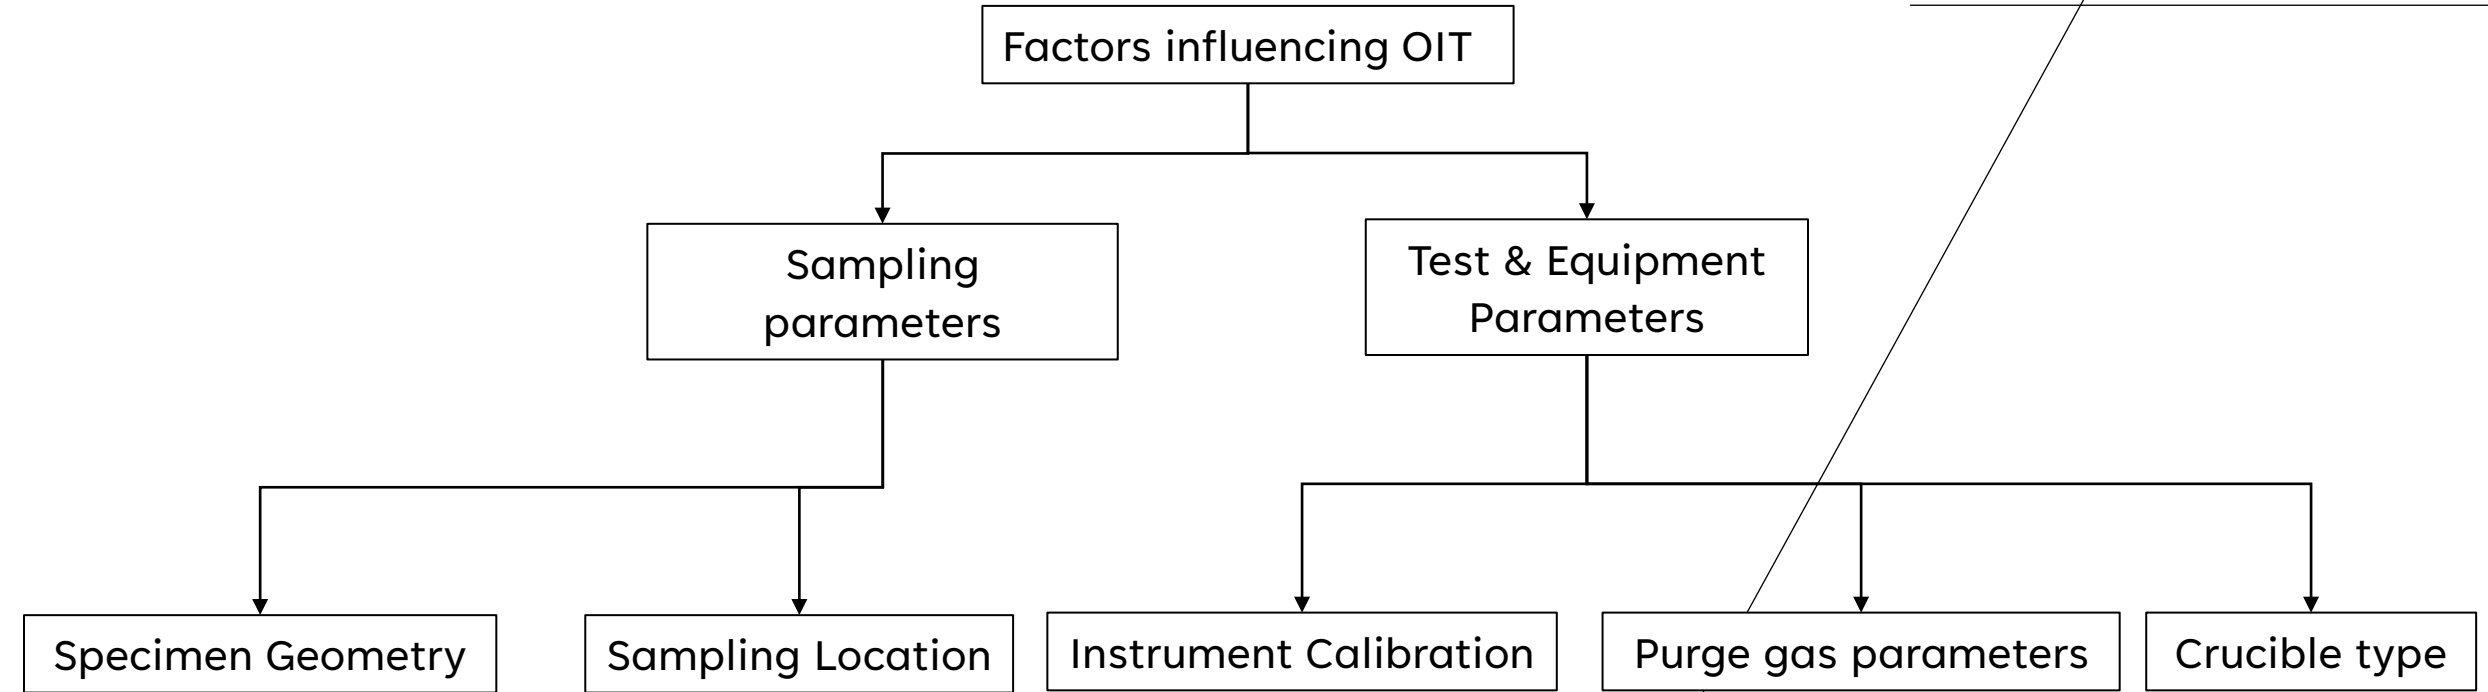 Factors influencing OIT
Sampling
parameters
Test & Equipment
Parameters
Specimen Geometry
Sampling Location
Instrument Calibration
Purge gas parameters
Crucible type